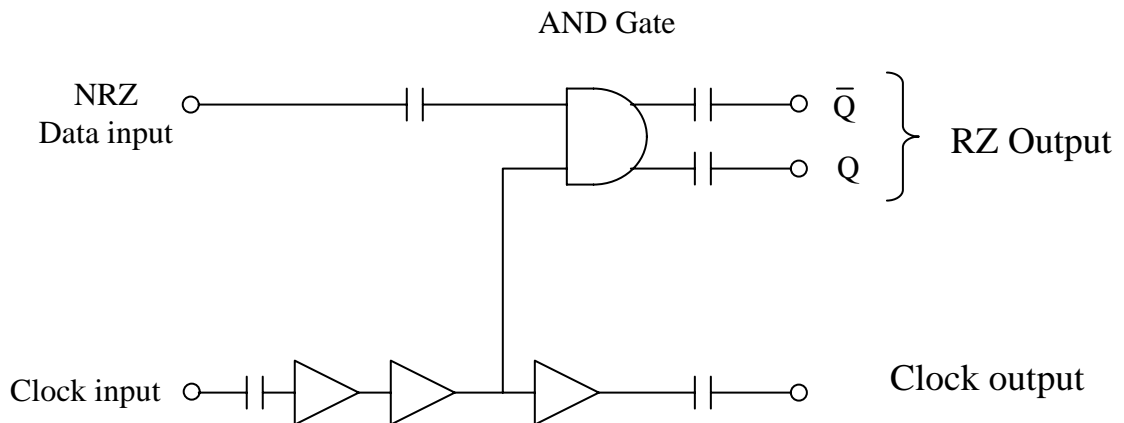 AND Gate
NRZ
Data input
Q̅
Q
RZ Output
Clock input
Clock output